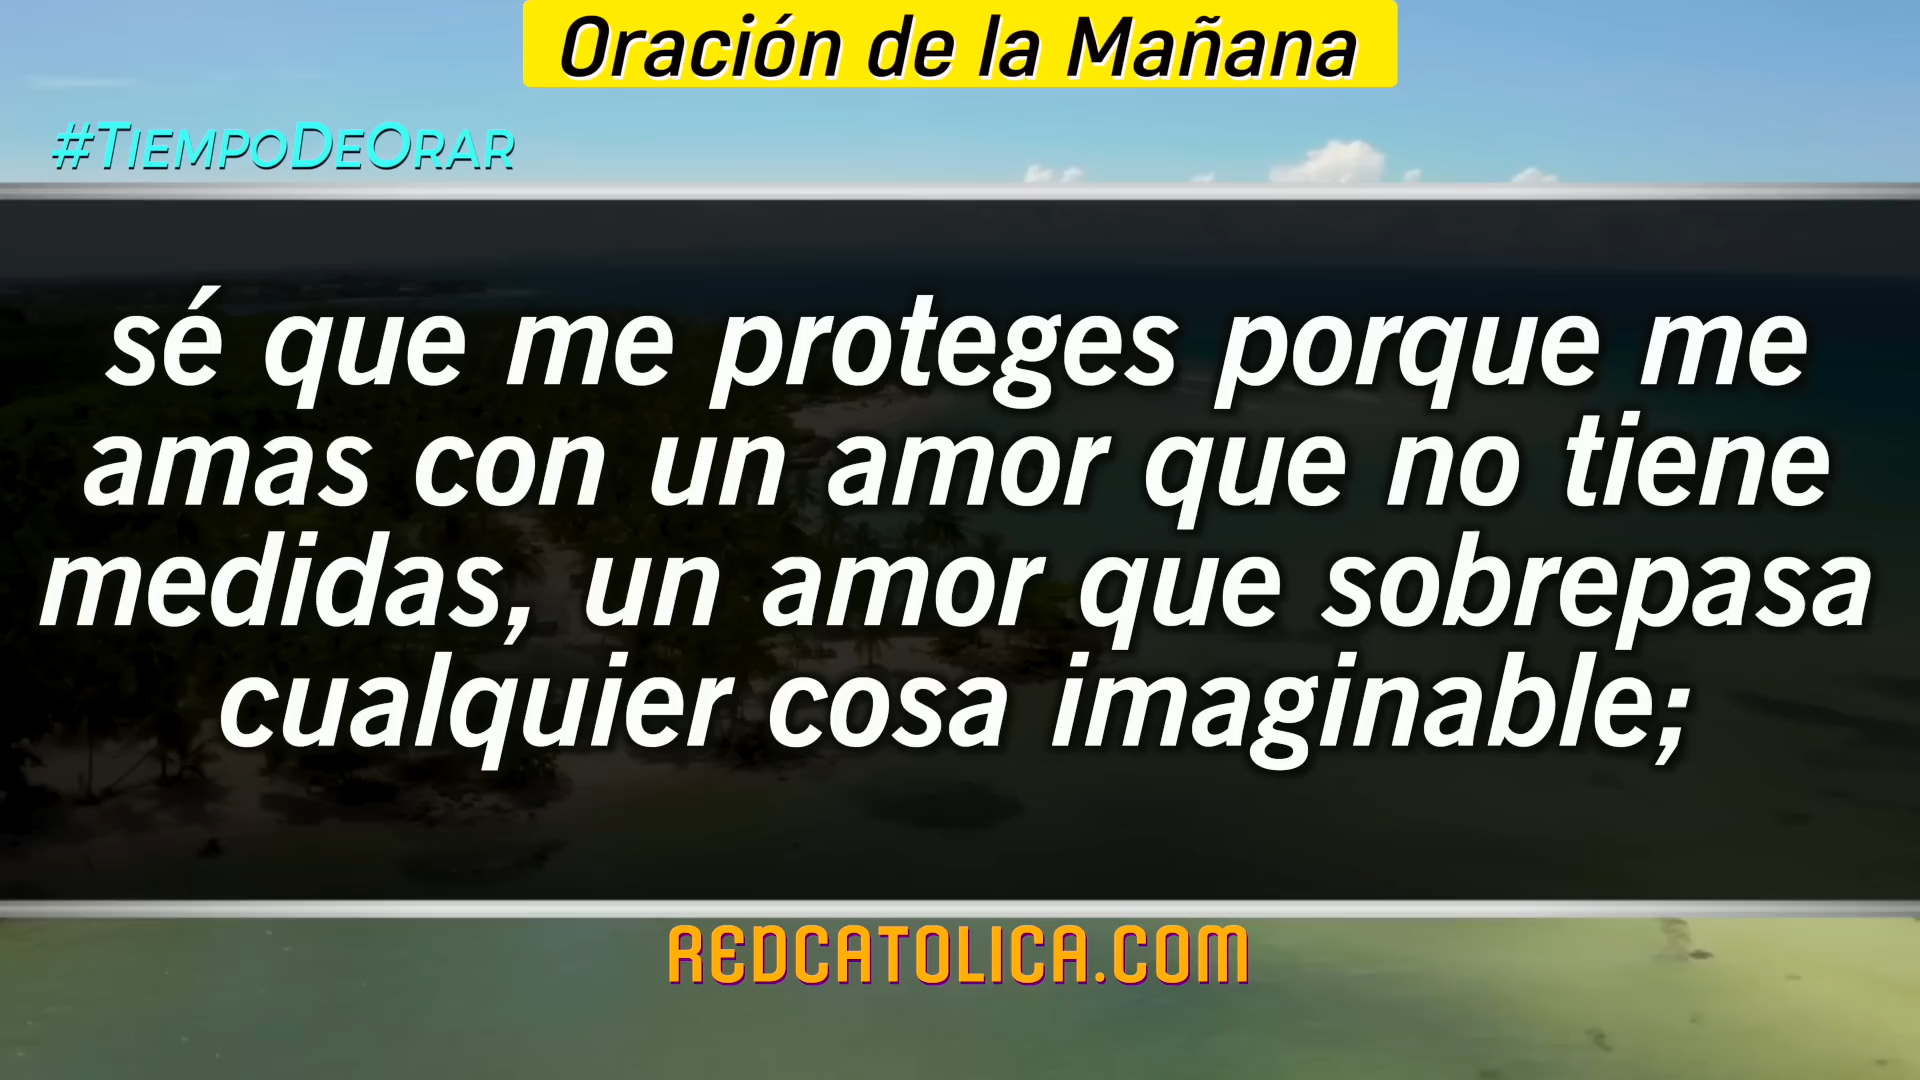 Oración de la Mañana
#TiempoDeOrar
sé que me proteges porque me
amas con un amor que no tiene
medidas, un amor que sobrepasa
cualquier cosa imaginable;
REDCATOLICA.COM